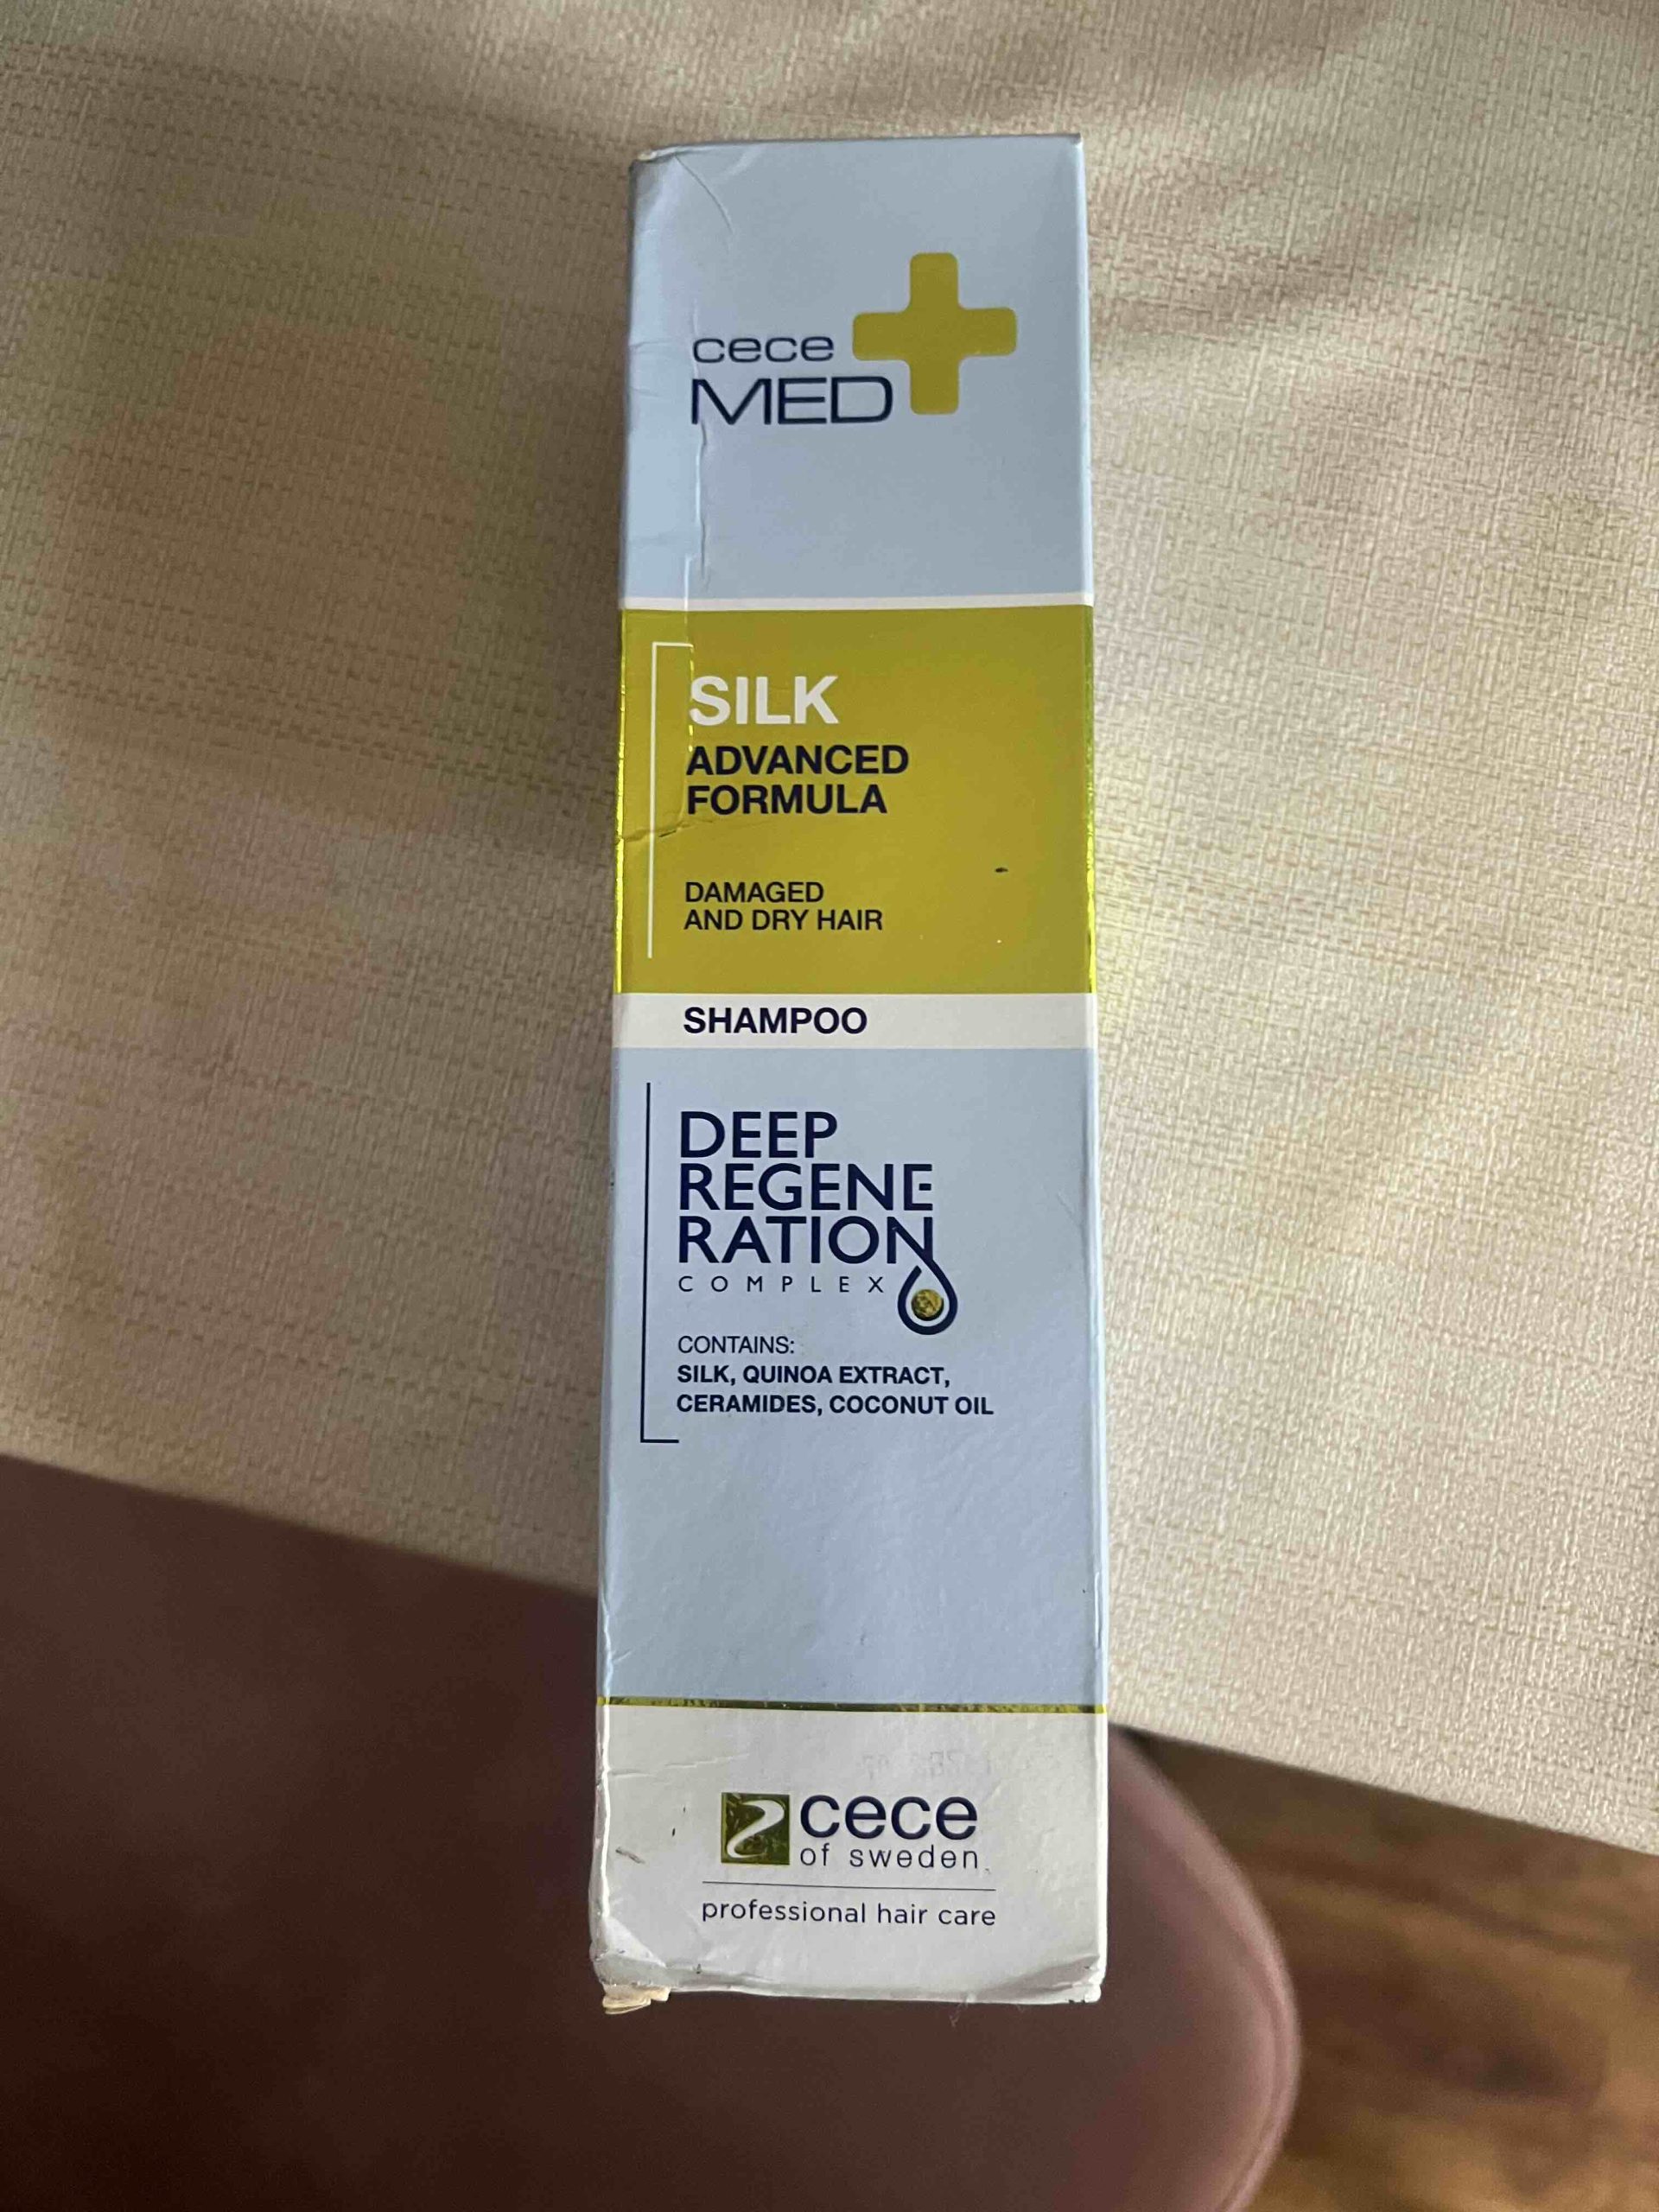 cece
MED
SILK
ADVANCED
FORMULA
DAMAGED
AND DRY HAIR
SHAMPOO
DEEP
REGENE
RATION
COMPLEX
CONTAINS:
SILK, QUINOA EXTRACT,
CERAMIDES, COCONUT OIL
cece
of sweden
professional hair care